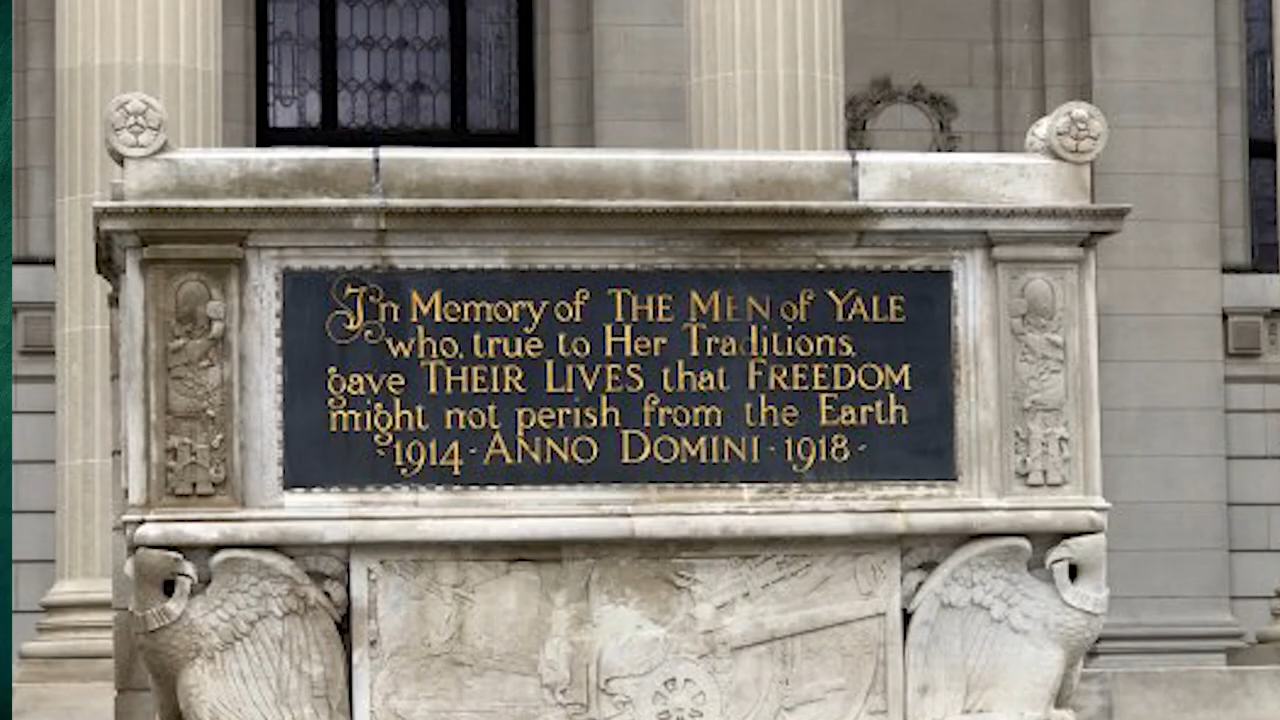 In Memory of THE MEN of YALE
who, true to Her Traditions,
gave THEIR LIVES that FREEDOM
might not perish from the Earth
·1914·ANNO DOMINI·1918·